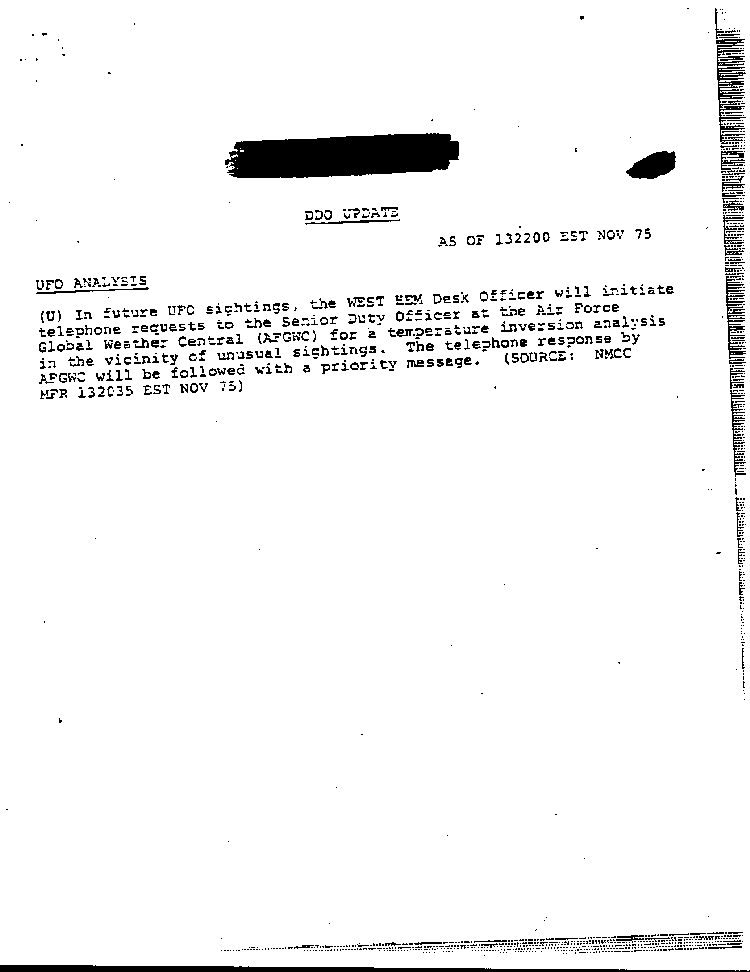 DDO UPDATE
AS OF 132200 EST NOV 75
UFO ANALYSIS
(U) In future UFO sightings, the WEST HEM Desk Officer will initiate
telephone requests to the Senior Duty Officer at the Air Force
Global Weather Central (AFGWC) for a temperature inversion analysis
in the vicinity of unusual sightings. The telephone response by
AFGWC will be followed with a priority message. (SOURCE: NMCC
MFR 132035 EST NOV 75)